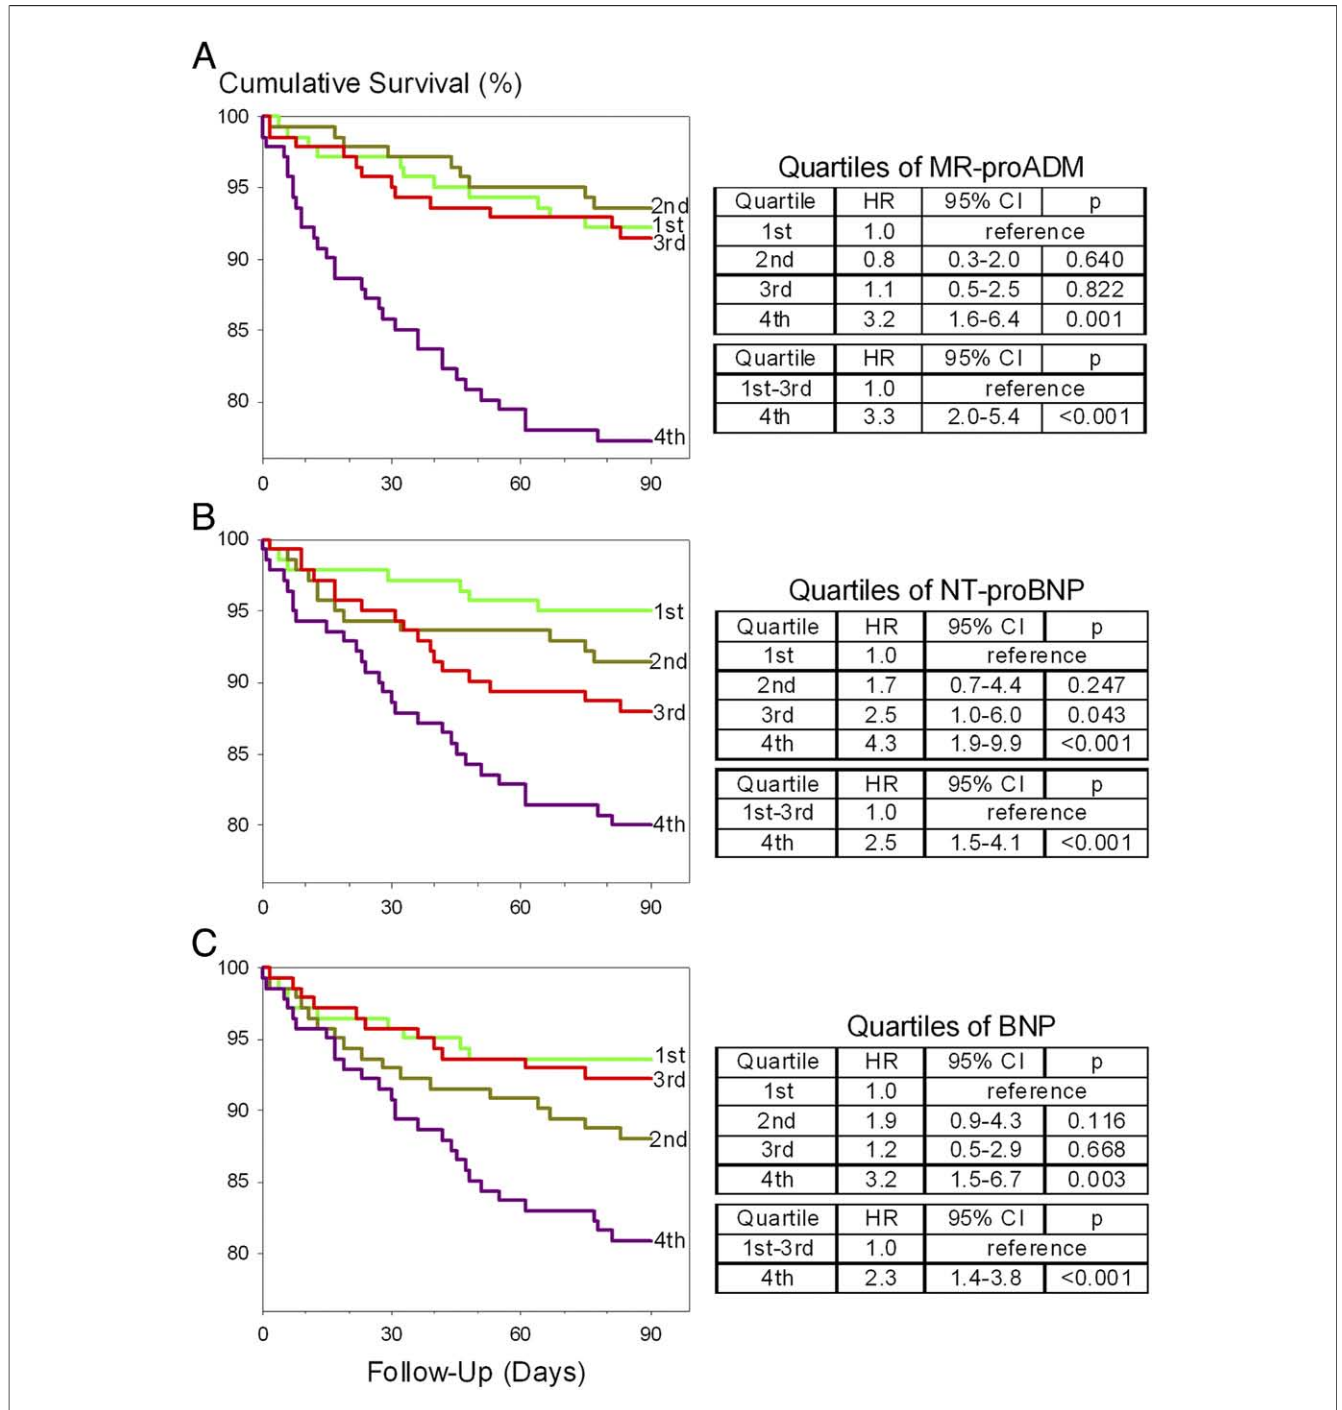 A
Cumulative Survival (%)
100
95
90
85
80
0 30 60 90
2nd
1st
3rd
4th
Quartiles of MR-proADM
Quartile HR 95% CI p
1st 1.0 reference
2nd 0.8 0.3-2.0 0.640
3rd 1.1 0.5-2.5 0.822
4th 3.2 1.6-6.4 0.001
Quartile HR 95% CI p
1st-3rd 1.0 reference
4th 3.3 2.0-5.4 <0.001
B
100
95
90
85
80
0 30 60 90
1st
2nd
3rd
4th
Quartiles of NT-proBNP
Quartile HR 95% CI p
1st 1.0 reference
2nd 1.7 0.7-4.4 0.247
3rd 2.5 1.0-6.0 0.043
4th 4.3 1.9-9.9 <0.001
Quartile HR 95% CI p
1st-3rd 1.0 reference
4th 2.5 1.5-4.1 <0.001
C
100
95
90
85
80
0 30 60 90
1st
3rd
2nd
4th
Follow-Up (Days)
Quartiles of BNP
Quartile HR 95% CI p
1st 1.0 reference
2nd 1.9 0.9-4.3 0.116
3rd 1.2 0.5-2.9 0.668
4th 3.2 1.5-6.7 0.003
Quartile HR 95% CI p
1st-3rd 1.0 reference
4th 2.3 1.4-3.8 <0.001